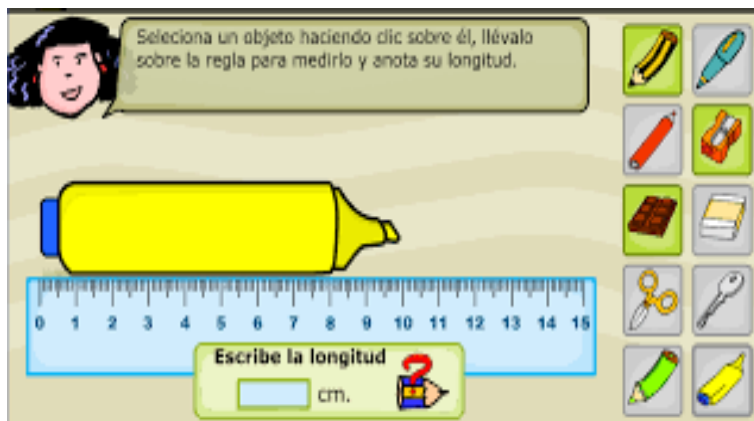 Selecciona un objeto haciendo clic sobre él, llévalo
sobre la regla para medirlo y anota su longitud.
0 1 2 3 4 5 6 7 8 9 10 11 12 13 14 15
Escribe la longitud
cm.